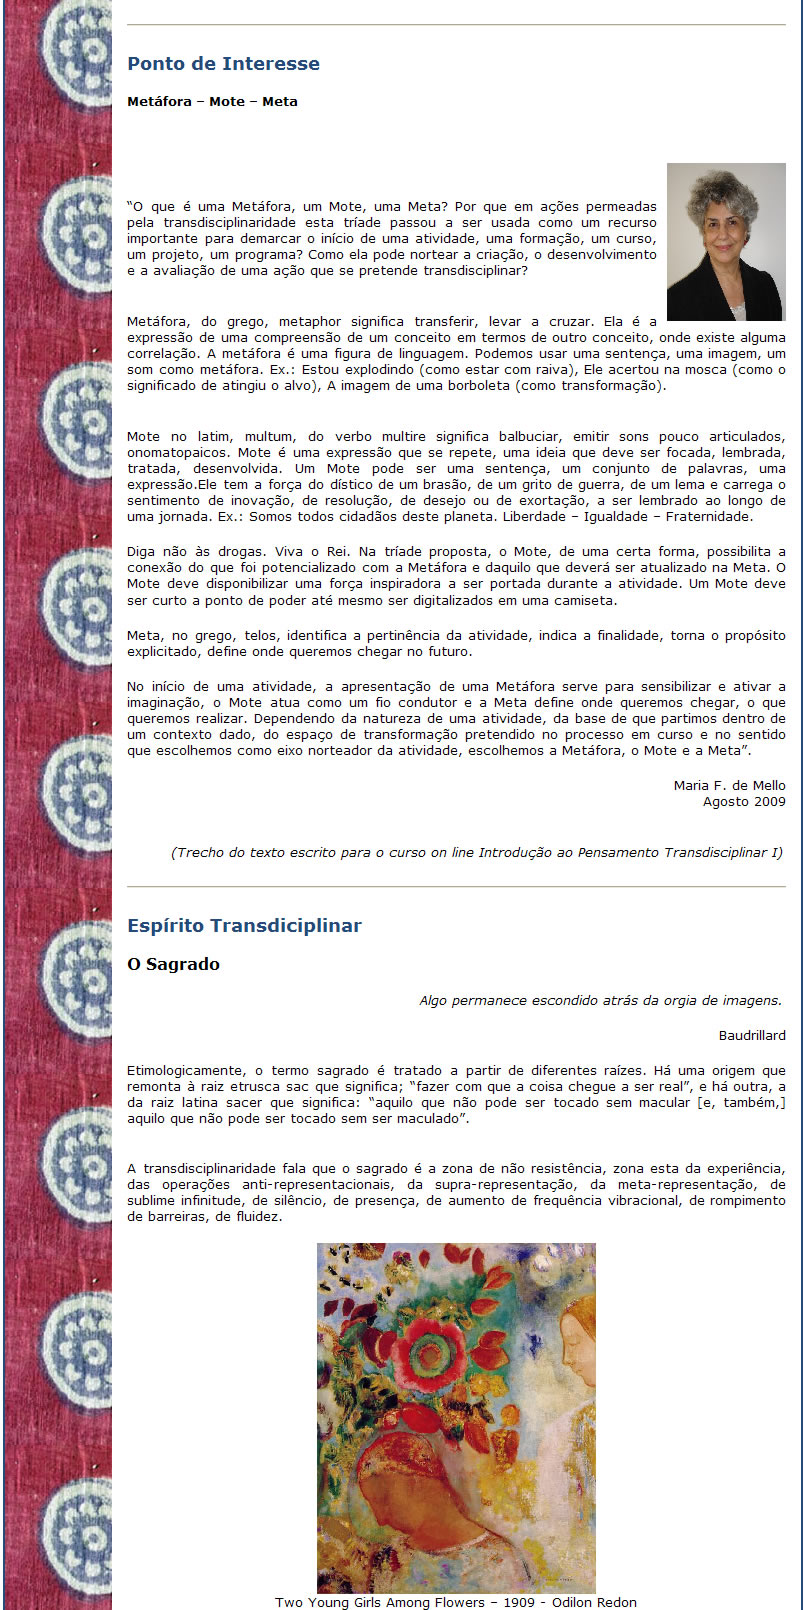 Ponto de Interesse
Metáfora – Mote – Meta
“O que é uma Metáfora, um Mote, uma Meta? Por que em ações permeadas
pela transdisciplinaridade esta tríade passou a ser usada como um recurso
importante para demarcar o início de uma atividade, uma formação, um curso,
um projeto, um programa? Como ela pode nortear a criação, o desenvolvimento
e a avaliação de uma ação que se pretende transdisciplinar?
Metáfora, do grego, metaphor significa transferir, levar a cruzar. Ela é a
expressão de uma compreensão de um conceito em termos de outro conceito, onde existe alguma
correlação. A metáfora é uma figura de linguagem. Podemos usar uma sentença, uma imagem, um
som como metáfora. Ex.: Estou explodindo (como estar com raiva), Ele acertou na mosca (como o
significado de atingiu o alvo), A imagem de uma borboleta (como transformação).
Mote no latim, multum, do verbo multire significa balbuciar, emitir sons pouco articulados,
onomatopaicos. Mote é uma expressão que se repete, uma ideia que deve ser focada, lembrada,
tratada, desenvolvida. Um Mote pode ser uma sentença, um conjunto de palavras, uma
expressão.Ele tem a força do dístico de um brasão, de um grito de guerra, de um lema e carrega o
sentimento de inovação, de resolução, de desejo ou de exortação, a ser lembrado ao longo de
uma jornada. Ex.: Somos todos cidadãos deste planeta. Liberdade – Igualdade – Fraternidade.
Diga não às drogas. Viva o Rei. Na tríade proposta, o Mote, de uma certa forma, possibilita a
conexão do que foi potencializado com a Metáfora e daquilo que deverá ser atualizado na Meta. O
Mote deve disponibilizar uma força inspiradora a ser portada durante a atividade. Um Mote deve
ser curto a ponto de poder até mesmo ser digitalizados em uma camiseta.
Meta, no grego, telos, identifica a pertinência da atividade, indica a finalidade, torna o propósito
explicitado, define onde queremos chegar no futuro.
No início de uma atividade, a apresentação de uma Metáfora serve para sensibilizar e ativar a
imaginação, o Mote atua como um fio condutor e a Meta define onde queremos chegar, o que
queremos realizar. Dependendo da natureza de uma atividade, da base de que partimos dentro de
um contexto dado, do espaço de transformação pretendido no processo em curso e no sentido
que escolhemos como eixo norteador da atividade, escolhemos a Metáfora, o Mote e a Meta”.
Maria F. de Mello
Agosto 2009
(Trecho do texto escrito para o curso on line Introdução ao Pensamento Transdisciplinar I)
Espírito Transdiciplinar
O Sagrado
Algo permanece escondido atrás da orgia de imagens.
Baudrillard
Etimologicamente, o termo sagrado é tratado a partir de diferentes raízes. Há uma origem que
remonta à raiz etrusca sac que significa; “fazer com que a coisa chegue a ser real”, e há outra, a
da raiz latina sacer que significa: “aquilo que não pode ser tocado sem macular [e, também,]
aquilo que não pode ser tocado sem ser maculado”.
A transdisciplinaridade fala que o sagrado é a zona de não resistência, zona esta da experiência,
das operações anti-representacionais, da supra-representação, da meta-representação, de
sublime infinitude, de silêncio, de presença, de aumento de frequência vibracional, de rompimento
de barreiras, de fluidez.
Two Young Girls Among Flowers – 1909 - Odilon Redon